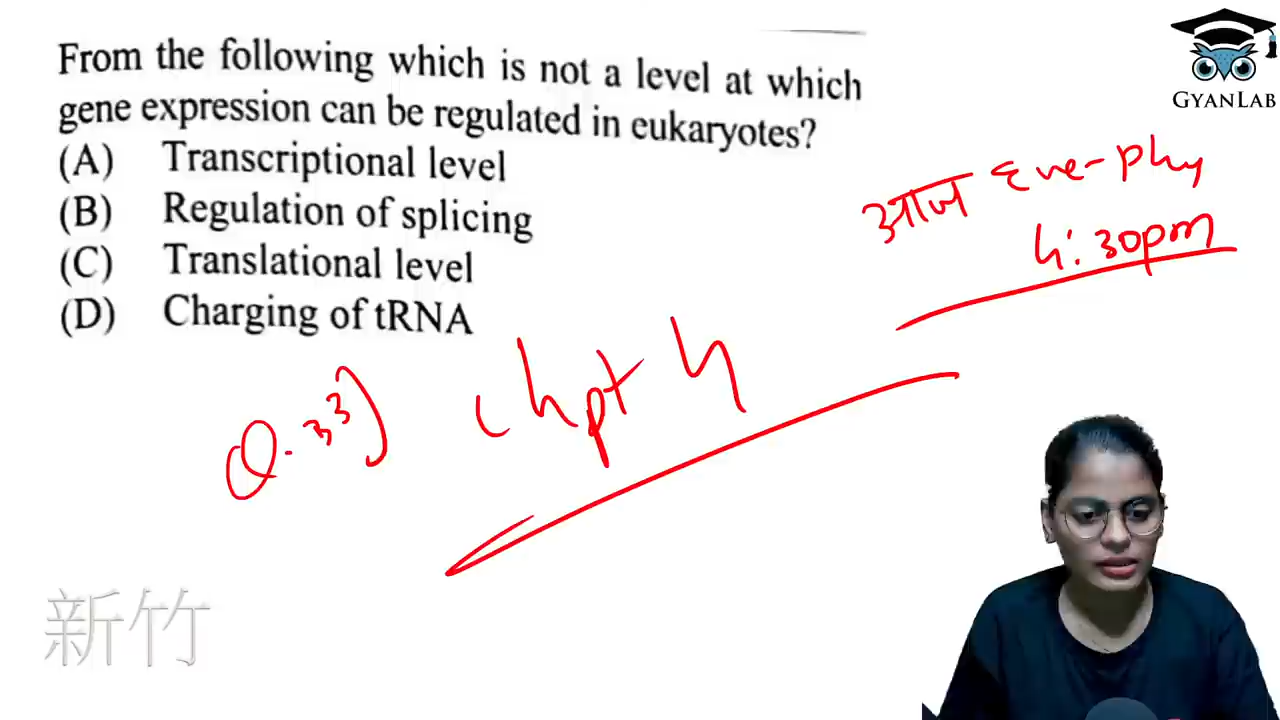 From the following which is not a level at which
gene expression can be regulated in eukaryotes?
(A) Transcriptional level
(B) Regulation of splicing
(C) Translational level
(D) Charging of tRNA
GYANLAB
आज Eve-Phy
4:30pm
Q.33) Chpt 4
新竹